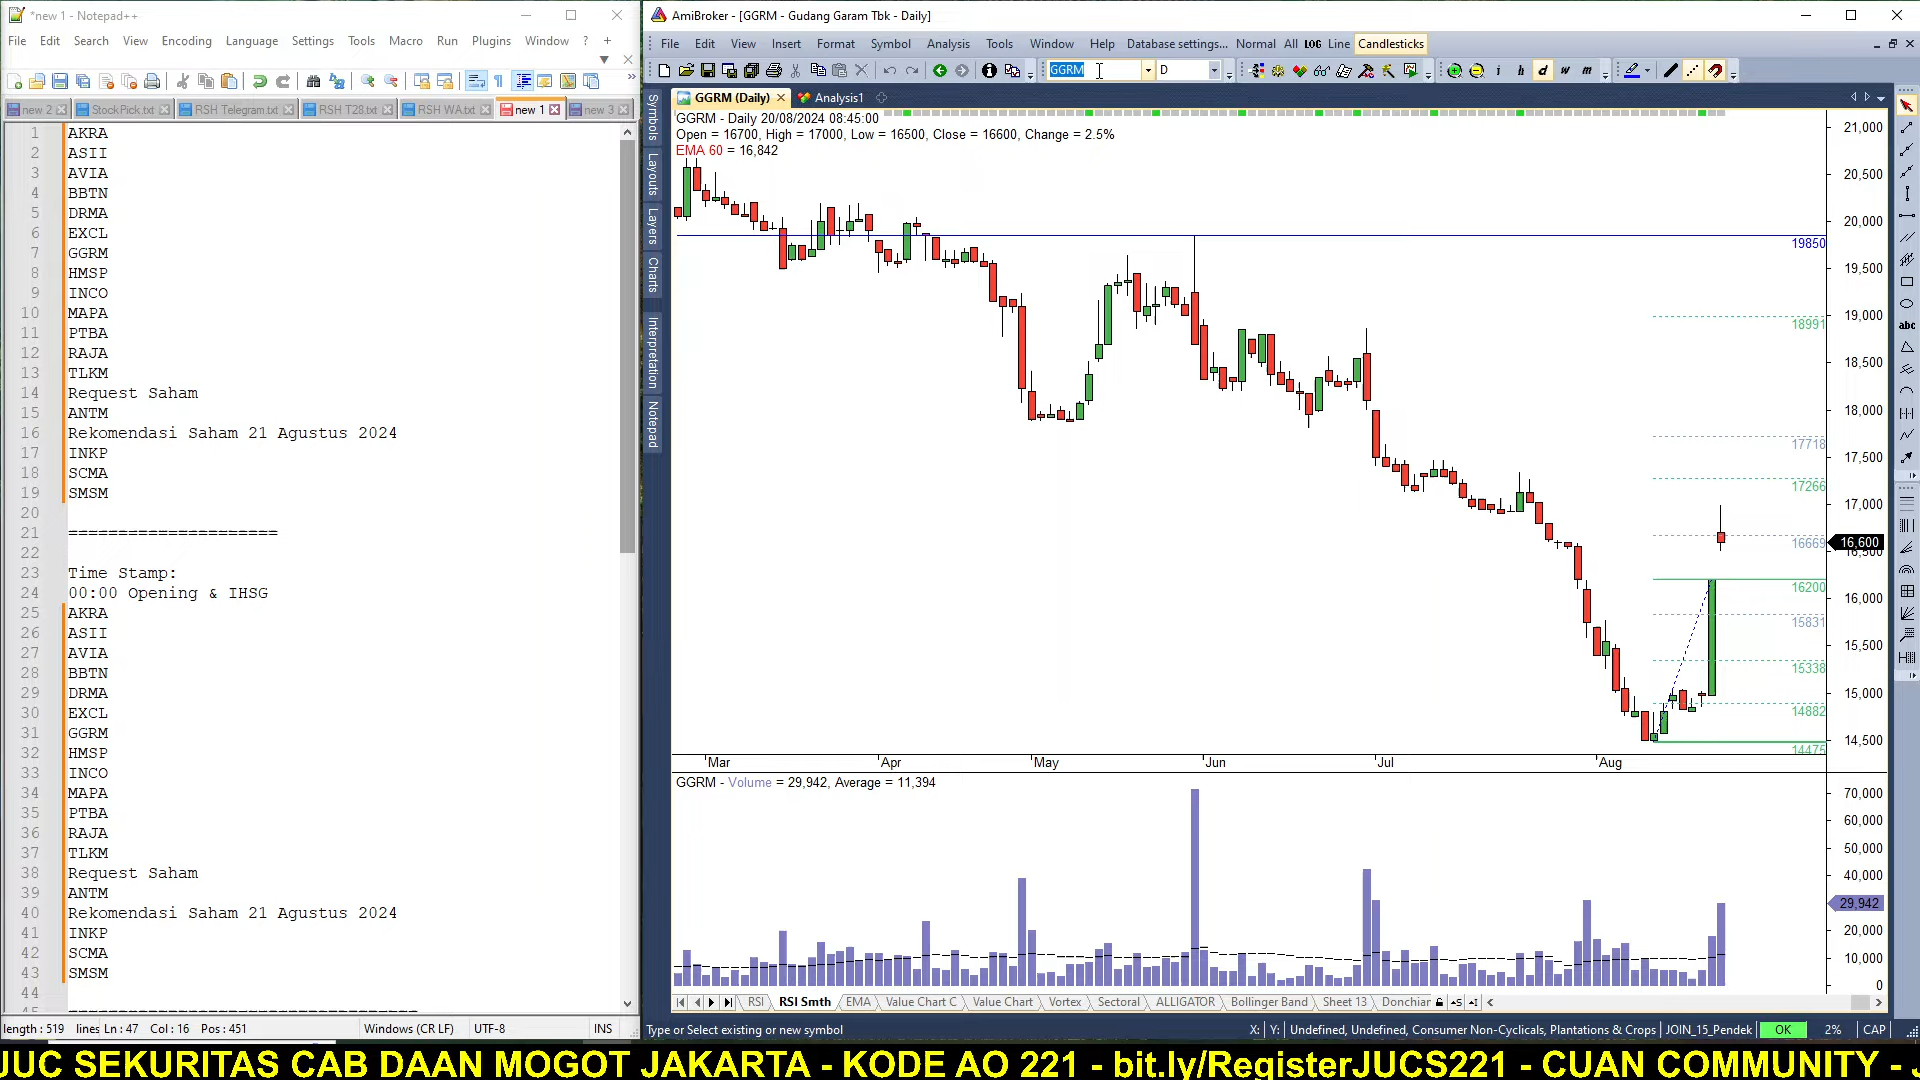 *new 1 - Notepad++
File Edit Search View Encoding Language Settings Tools Macro Run Plugins Window ? +
new 2 StockPick.txt RSH Telegram.txt RSH T28.txt RSH WA.txt new 1 new 3
1 AKRA
2 ASII
3 AVIA
4 BBTN
5 DRMA
6 EXCL
7 GGRM
8 HMSP
9 INCO
10 MAPA
11 PTBA
12 RAJA
13 TLKM
14 Request Saham
15 ANTM
16 Rekomendasi Saham 21 Agustus 2024
17 INKP
18 SCMA
19 SMSM
20
21 =====================
22
23 Time Stamp:
24 00:00 Opening & IHSG
25 AKRA
26 ASII
27 AVIA
28 BBTN
29 DRMA
30 EXCL
31 GGRM
32 HMSP
33 INCO
34 MAPA
35 PTBA
36 RAJA
37 TLKM
38 Request Saham
39 ANTM
40 Rekomendasi Saham 21 Agustus 2024
41 INKP
42 SCMA
43 SMSM
44
length : 519 lines Ln : 47 Col : 16 Pos : 451 Windows (CR LF) UTF-8 INS
AmiBroker - [GGRM - Gudang Garam Tbk - Daily]
File Edit View Insert Format Symbol Analysis Tools Window Help Database settings... Normal All LOG Line Candlesticks
GGRM D i h d w m
GGRM (Daily) Analysis1
Symbols
Layouts
Layers
Charts
Interpretation
Notepad
GGRM - Daily 20/08/2024 08:45:00
Open = 16700, High = 17000, Low = 16500, Close = 16600, Change = 2.5%
EMA 60 = 16,842
21,000
20,500
20,000
19850
19,500
19,000
18991
18,500
18,000
17718
17,500
17266
17,000
16669
16,600
16,500
16200
16,000
15831
15,500
15338
15,000
14882
14,500
14475
abc
Mar Apr May Jun Jul Aug
GGRM - Volume = 29,942, Average = 11,394
70,000
60,000
50,000
40,000
29,942
20,000
10,000
0
RSI RSI Smth EMA Value Chart C Value Chart Vortex Sectoral ALLIGATOR Bollinger Band Sheet 13 Donchian
Type or Select existing or new symbol X: Y: Undefined, Undefined, Consumer Non-Cyclicals, Plantations & Crops JOIN_15_Pendek OK 2% CAP
JUC SEKURITAS CAB DAAN MOGOT JAKARTA - KODE AO 221 - bit.ly/RegisterJUCS221 - CUAN COMMUNITY - J